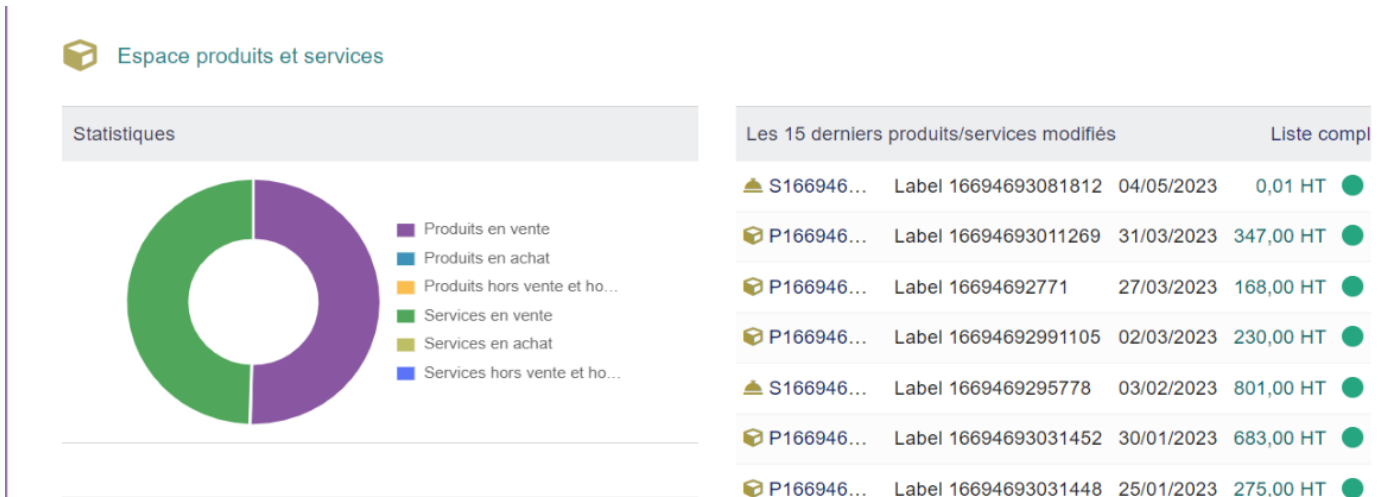 Espace produits et services
Statistiques
Produits en vente
Produits en achat
Produits hors vente et ho...
Services en vente
Services en achat
Services hors vente et ho...
Les 15 derniers produits/services modifiés Liste compl
S166946... Label 16694693081812 04/05/2023 0,01 HT
P166946... Label 16694693011269 31/03/2023 347,00 HT
P166946... Label 16694692771 27/03/2023 168,00 HT
P166946... Label 16694692991105 02/03/2023 230,00 HT
S166946... Label 1669469295778 03/02/2023 801,00 HT
P166946... Label 16694693031452 30/01/2023 683,00 HT
P166946... Label 16694693031448 25/01/2023 275,00 HT